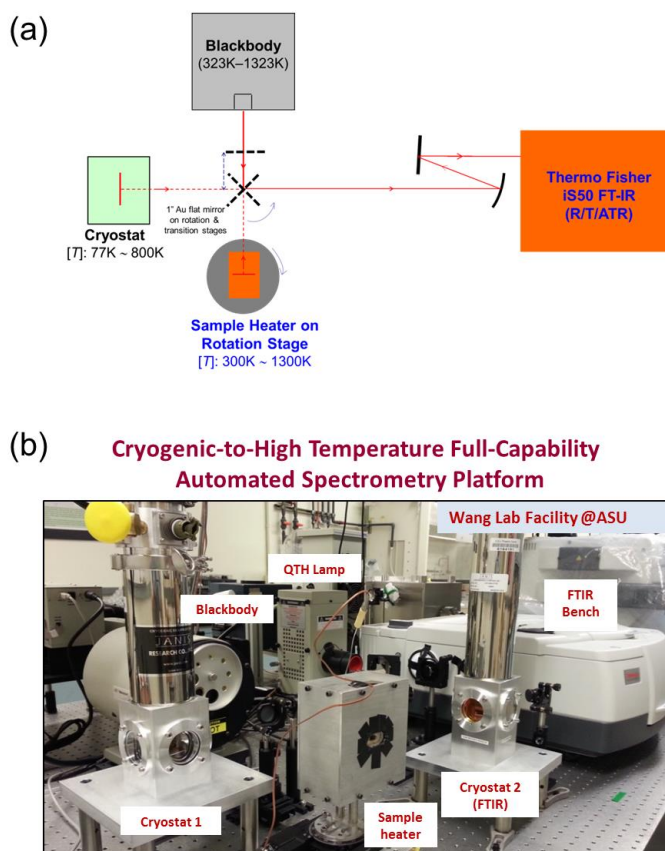 (a)
Blackbody
(323K–1323K)
1" Au flat mirror
on rotation &
transition stages
Cryostat
[T]: 77K ~ 800K
Thermo Fisher
iS50 FT-IR
(R/T/ATR)
Sample Heater on
Rotation Stage
[T]: 300K ~ 1300K
(b)
Cryogenic-to-High Temperature Full-Capability
Automated Spectrometry Platform
Wang Lab Facility @ASU
QTH Lamp
Blackbody
FTIR
Bench
JANIS
RESEARCH CO.
Cryostat 1
Sample
heater
Cryostat 2
(FTIR)